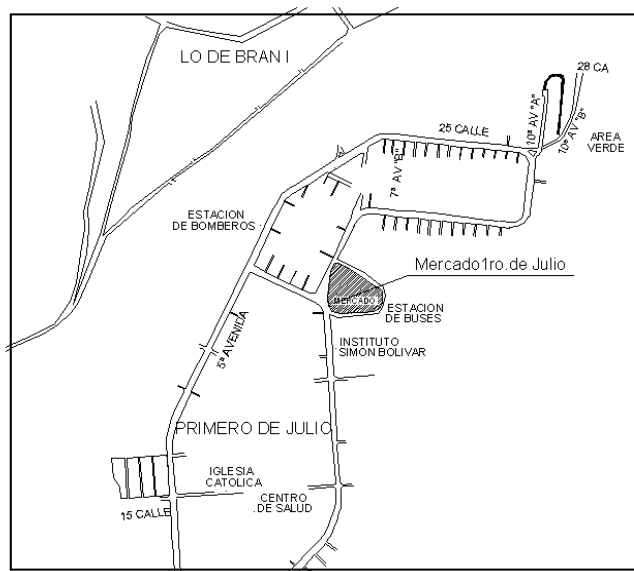 LO DE BRAN I
28 CA
25 CALLE
10ª AV "A"
10ª AV "B"
AREA
VERDE
7ª AV "B"
ESTACION
DE BOMBEROS
Mercado1ro.de Julio
MERCADO
ESTACION
DE BUSES
5ª AVENIDA
INSTITUTO
SIMON BOLIVAR
PRIMERO DE JULIO
IGLESIA
CATOLICA
CENTRO
.DE SALUD
15 CALLE